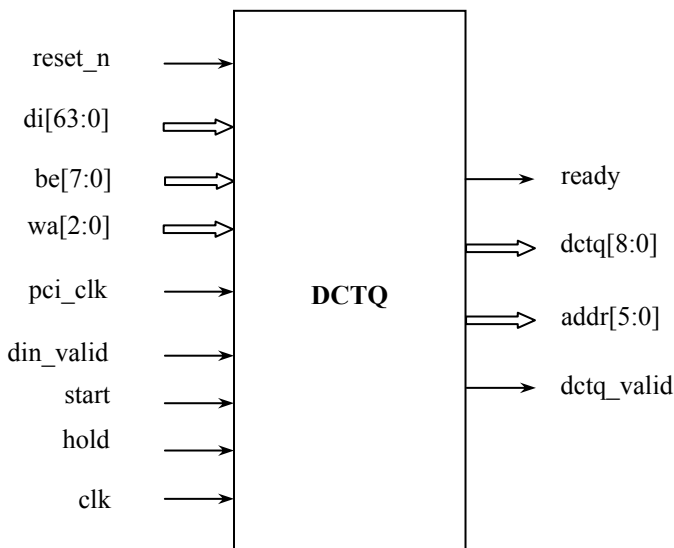 reset_n
di[63:0]
be[7:0]
wa[2:0]
pci_clk
din_valid
start
hold
clk
DCTQ
ready
dctq[8:0]
addr[5:0]
dctq_valid